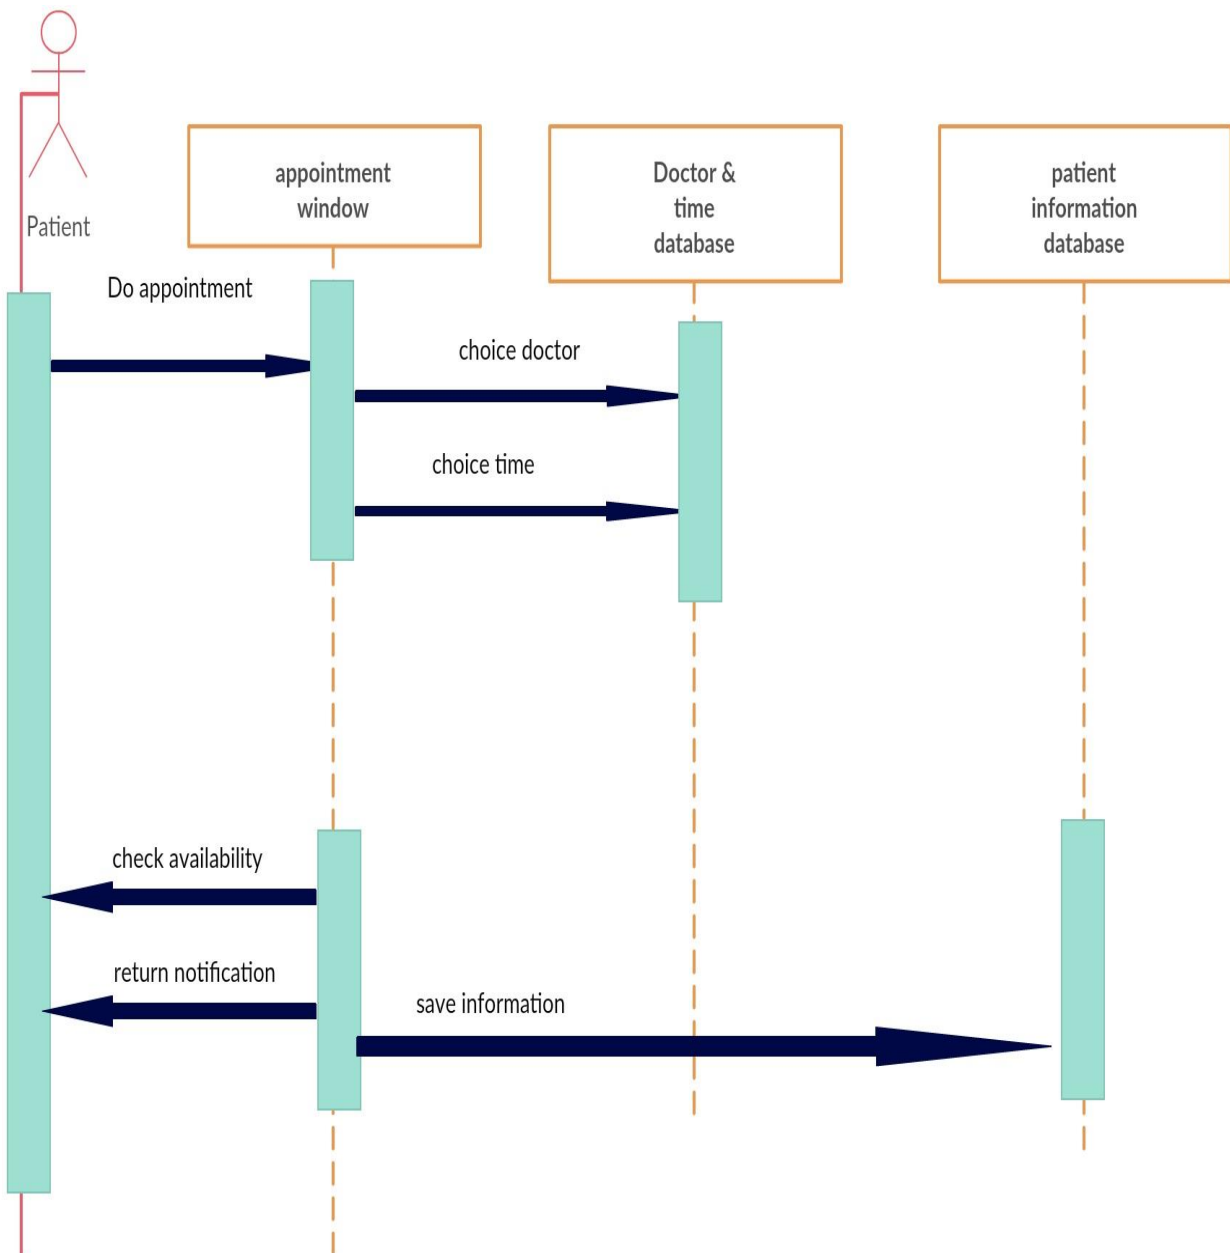 Patient
appointment
window
Doctor &
time
database
patient
information
database
Do appointment
choice doctor
choice time
check availability
return notification
save information